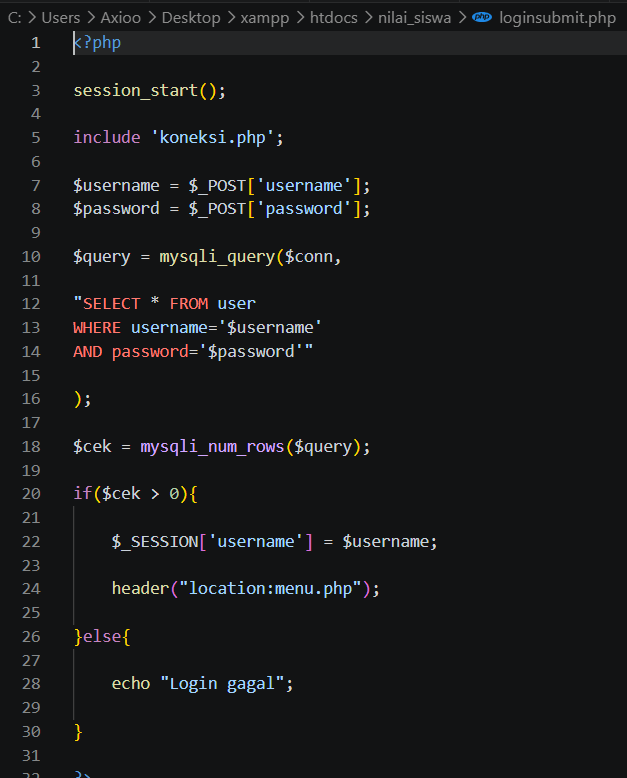 C: > Users > Axioo > Desktop > xampp > htdocs > nilai_siswa > php loginsubmit.php
1 <?php
2
3 session_start();
4
5 include 'koneksi.php';
6
7 $username = $_POST['username'];
8 $password = $_POST['password'];
9
10 $query = mysqli_query($conn,
11
12 "SELECT * FROM user
13 WHERE username='$username'
14 AND password='$password'"
15
16 );
17
18 $cek = mysqli_num_rows($query);
19
20 if($cek > 0){
21
22 $_SESSION['username'] = $username;
23
24 header("location:menu.php");
25
26 }else{
27
28 echo "Login gagal";
29
30 }
31
32 ?>